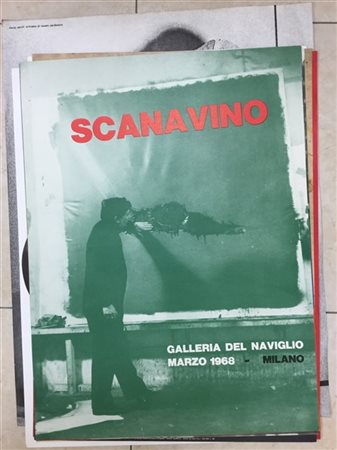 SCANAVINO
GALLERIA DEL NAVIGLIO
MARZO 1968 - MILANO